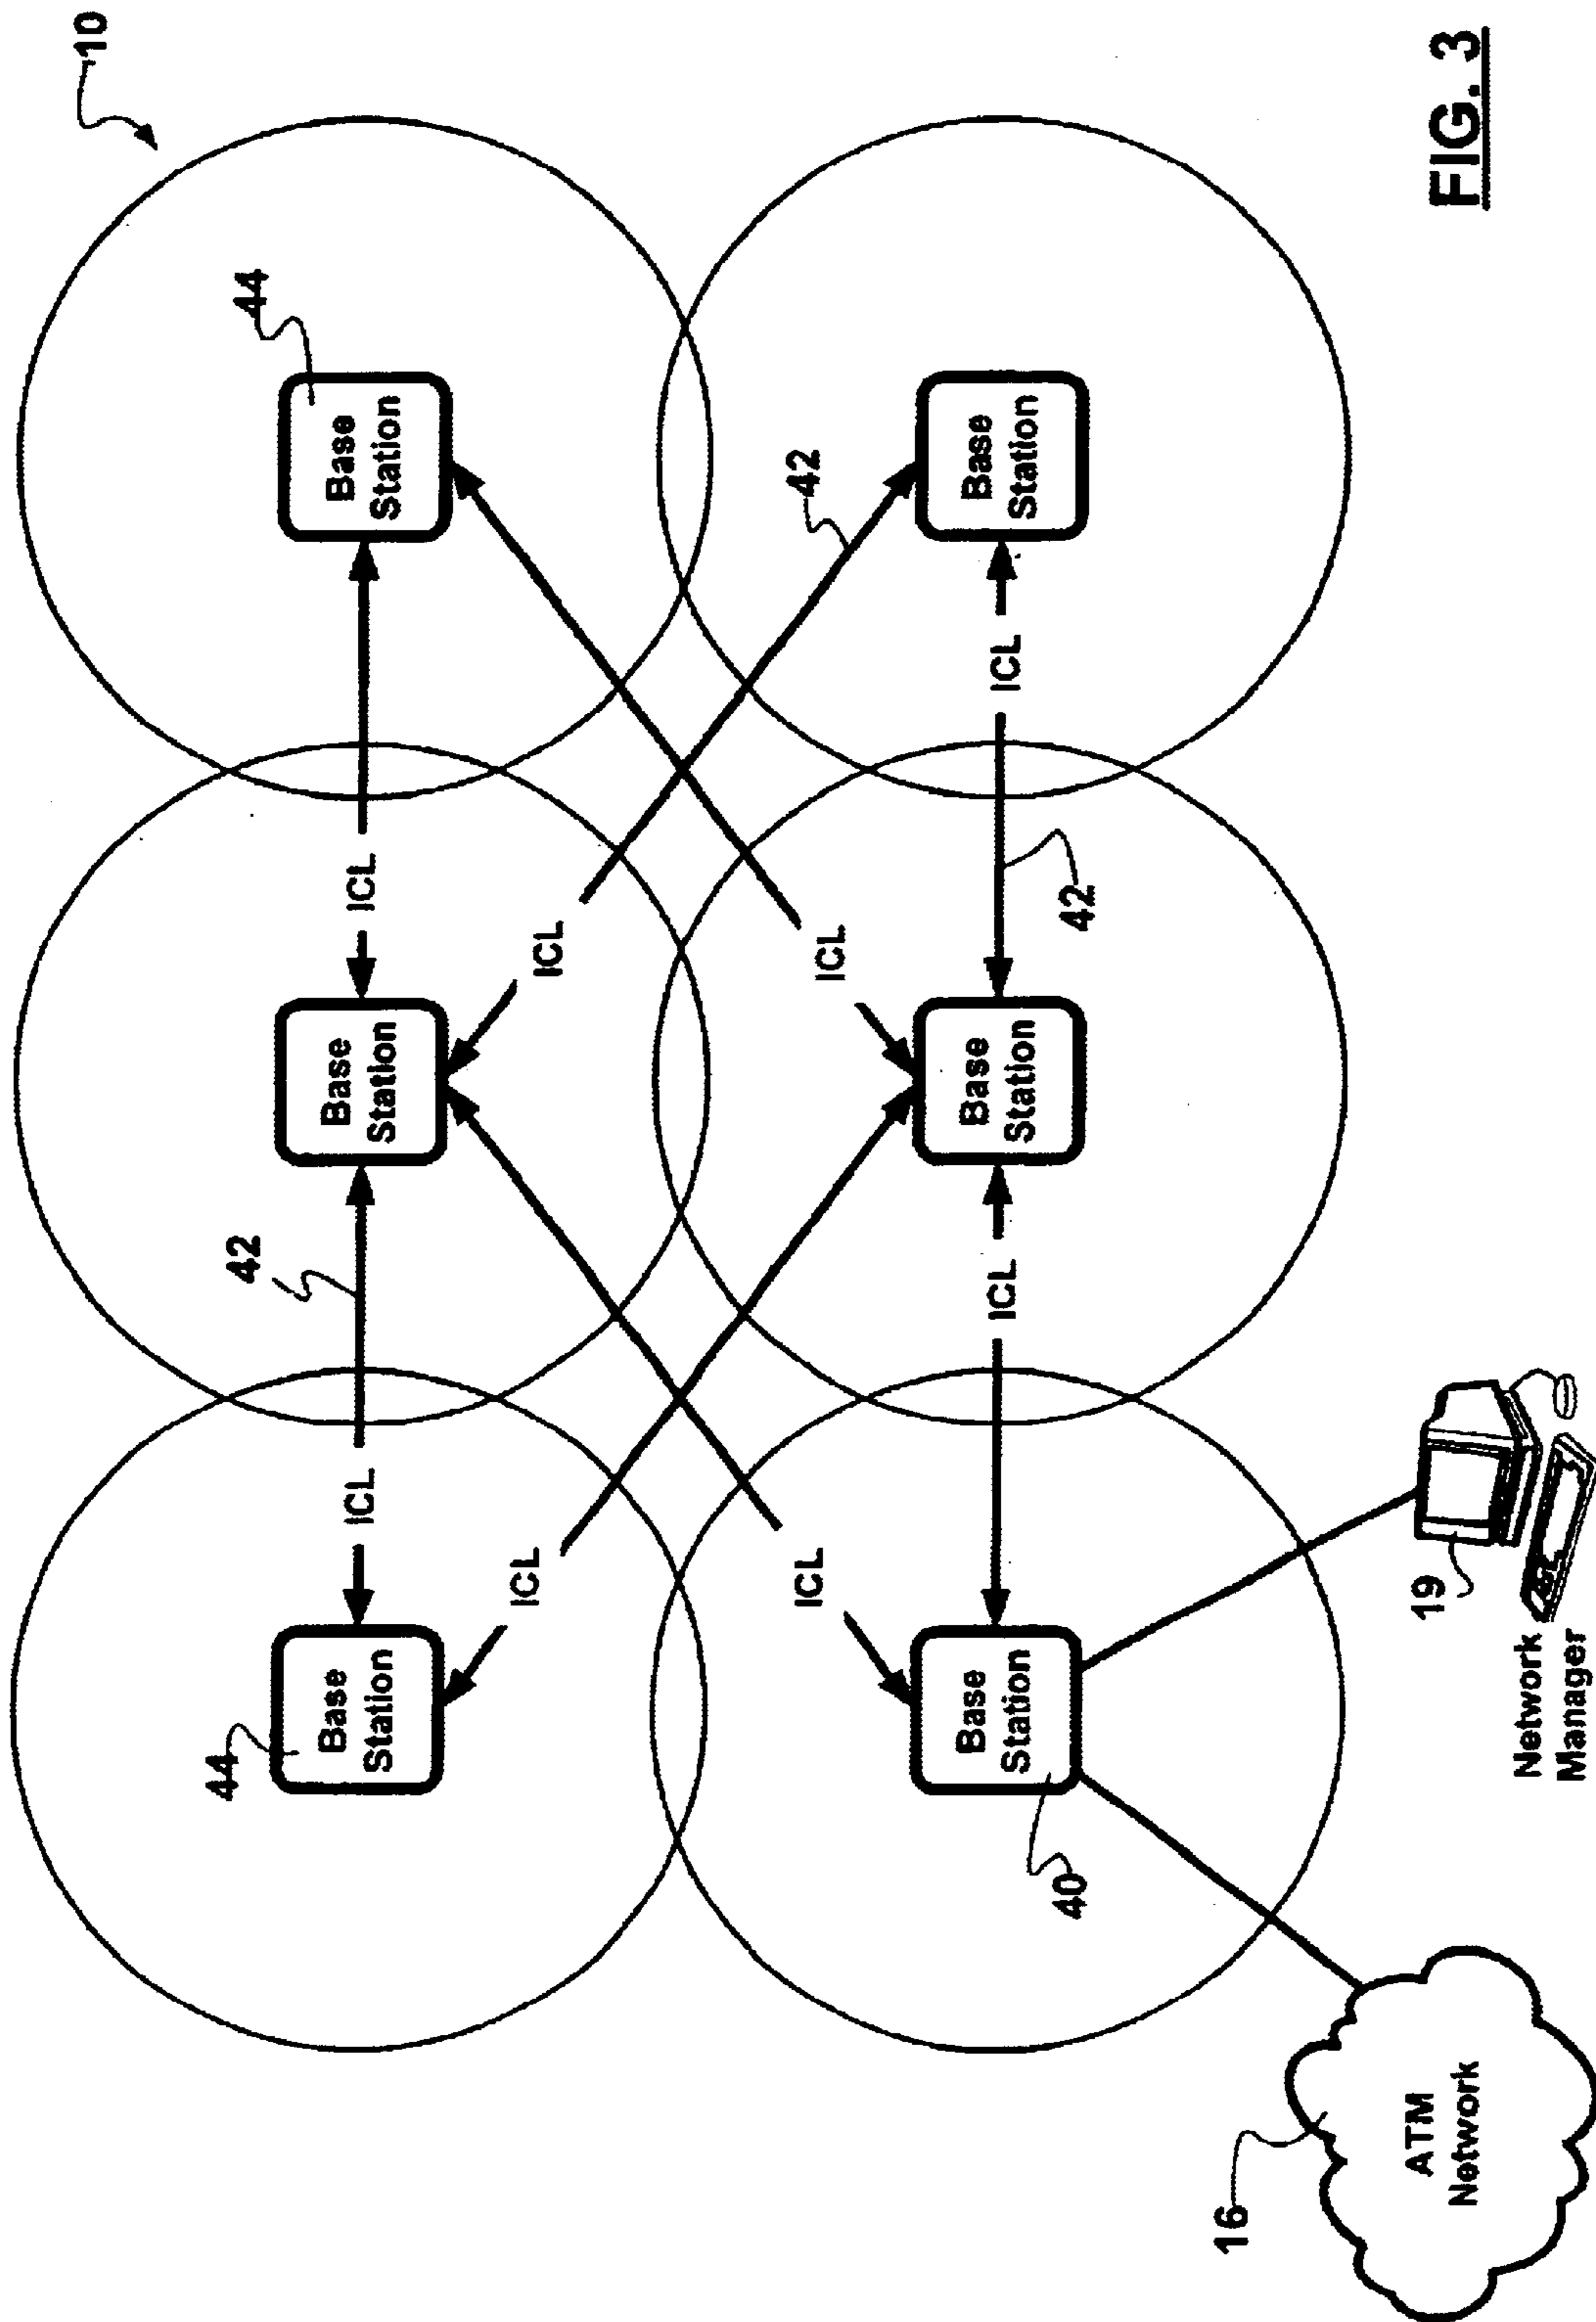 10
44
42
44
Base
Station
ICL
Base
Station
ICL
Base
Station
ICL
ICL
ICL
ICL
42
Base
Station
ICL
Base
Station
ICL
Base
Station
40
42
16
ATM
Network
19
Network
Manager
FIG. 3